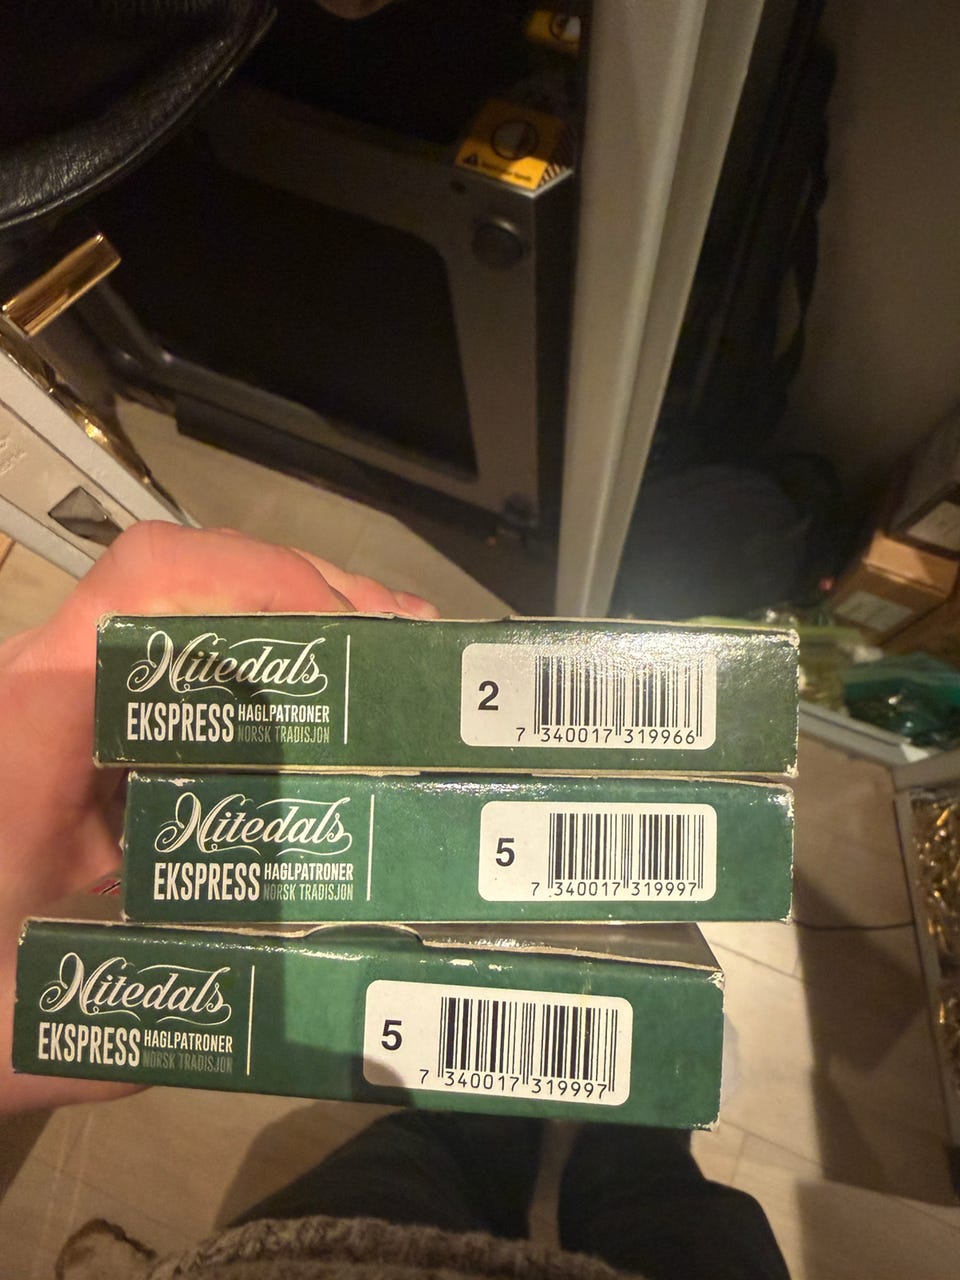 Nitedals
EKSPRESS HAGLPATRONER
NORSK TRADISJON
2
7 340017 319966
Nitedals
EKSPRESS HAGLPATRONER
NORSK TRADISJON
5
7 340017 319997
Nitedals
EKSPRESS HAGLPATRONER
NORSK TRADISJON
5
7 340017 319997